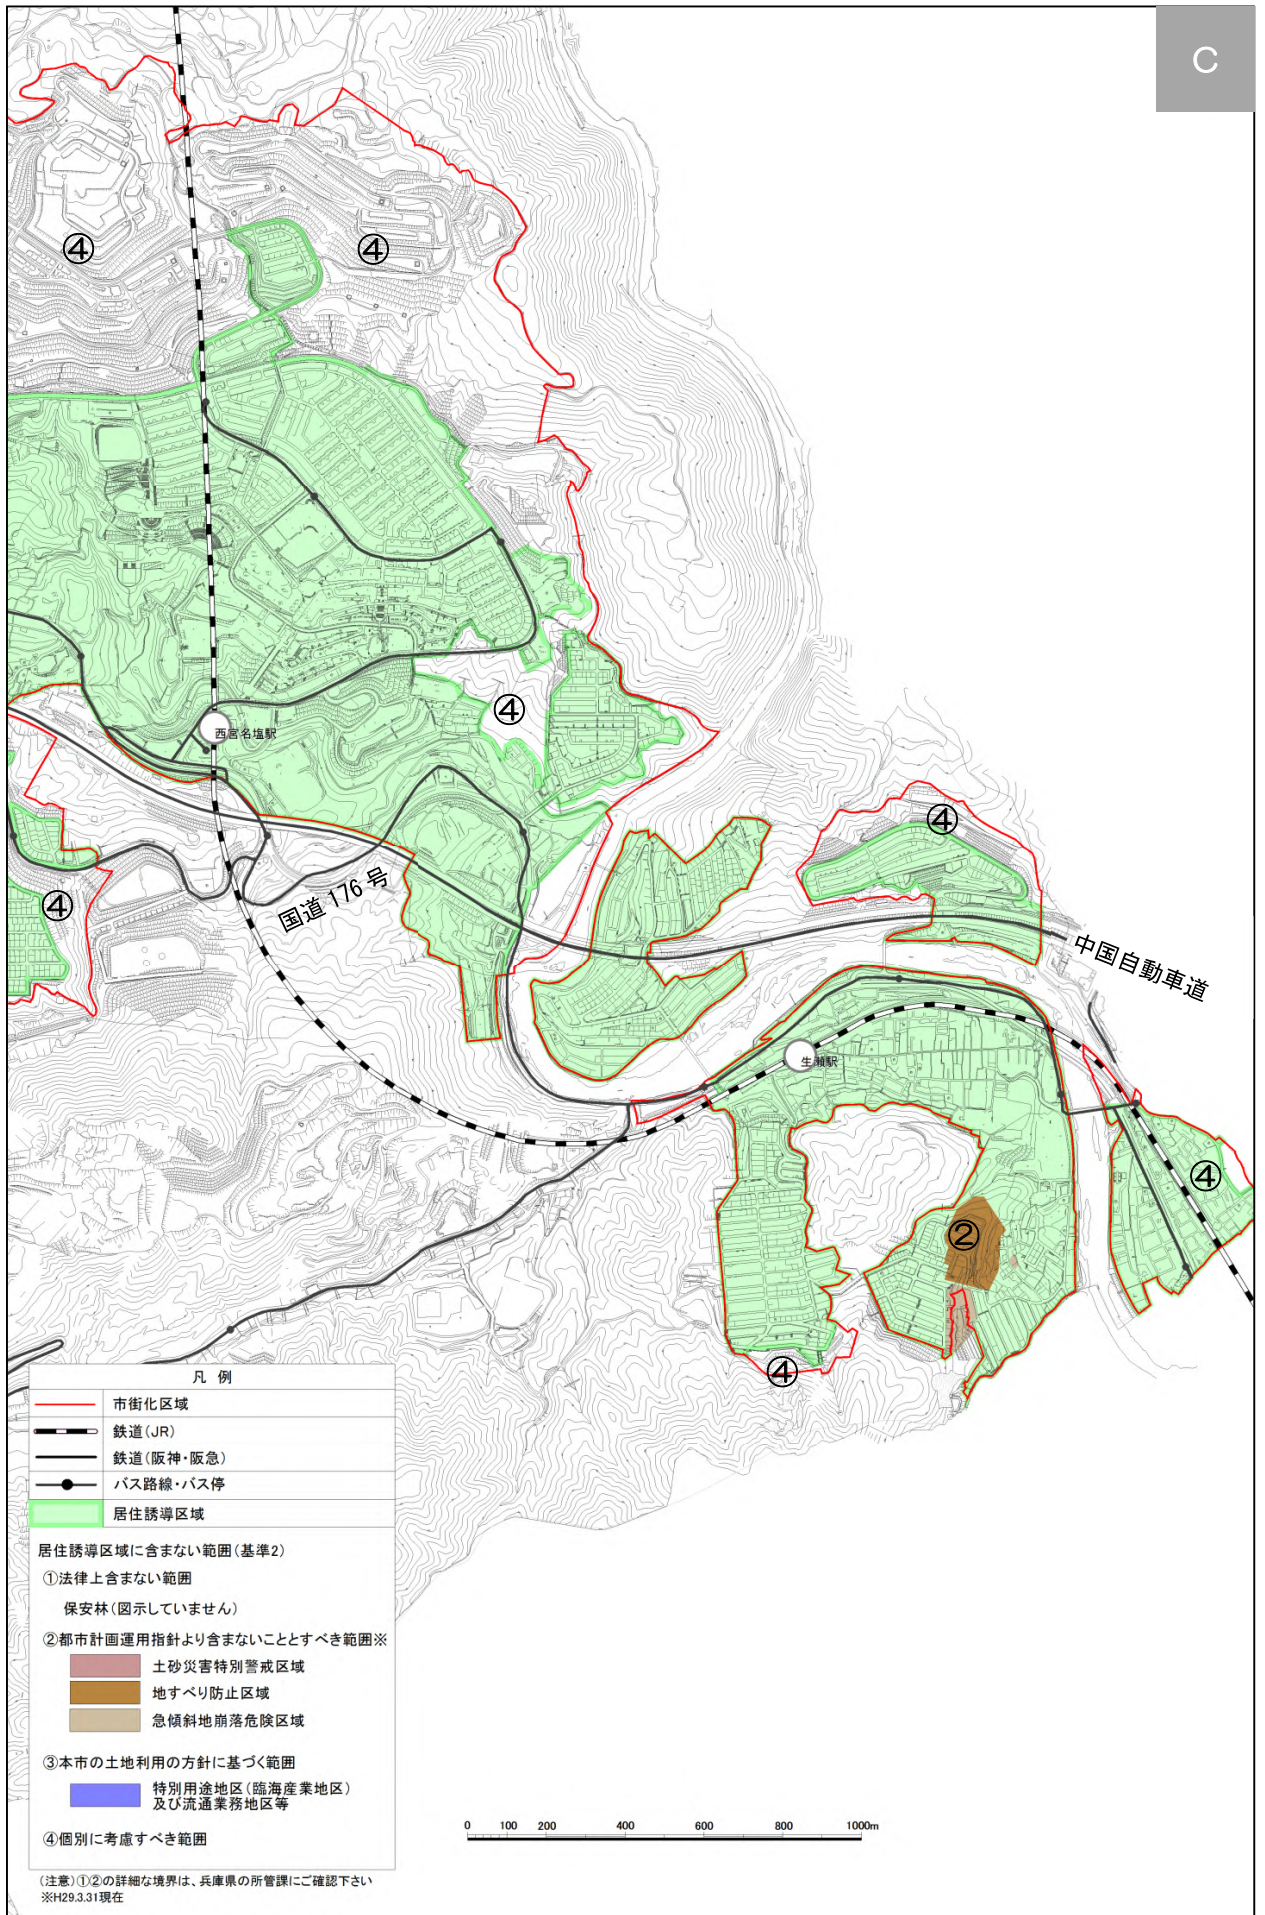 C
④
④
④
西宮名塩駅
④
④
国道 176 号
中国自動車道
生瀬駅
④
②
④
凡 例
市街化区域
鉄道(JR)
鉄道(阪神・阪急)
バス路線・バス停
居住誘導区域
居住誘導区域に含まない範囲(基準2)
①法律上含まない範囲
保安林(図示していません)
②都市計画運用指針より含まないこととすべき範囲※
土砂災害特別警戒区域
地すべり防止区域
急傾斜地崩落危険区域
③本市の土地利用の方針に基づく範囲
特別用途地区(臨海産業地区)
及び流通業務地区等
④個別に考慮すべき範囲
0 100 200 400 600 800 1000m
(注意)①②の詳細な境界は、兵庫県の所管課にご確認下さい
※H29.3.31現在